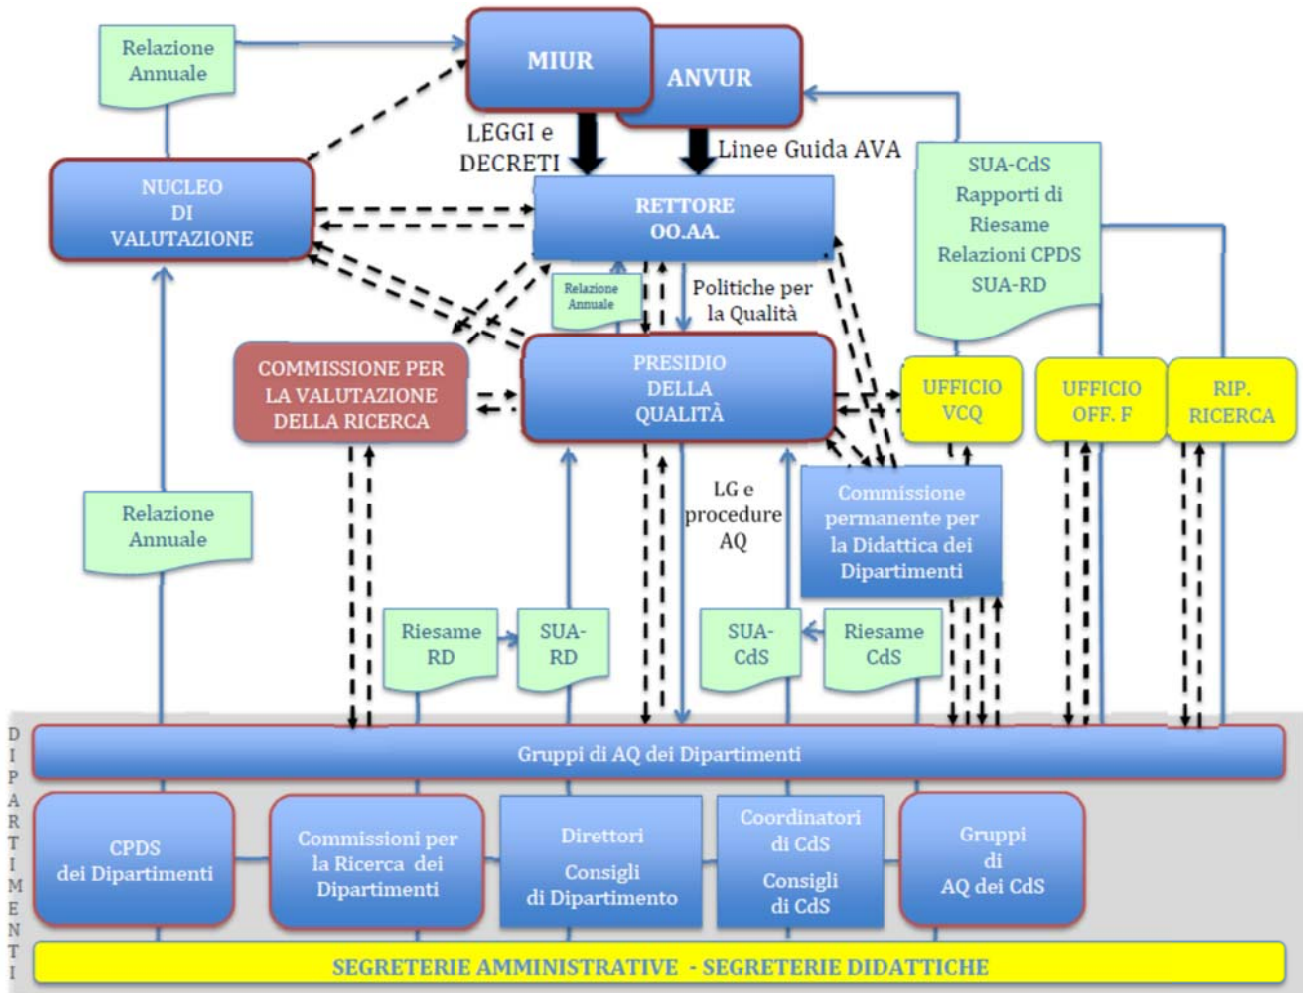 Relazione
Annuale
MIUR
ANVUR
LEGGI e
DECRETI
Linee Guida AVA
NUCLEO
DI
VALUTAZIONE
RETTORE
OO.AA.
SUA-CdS
Rapporti di
Riesame
Relazioni CPDS
SUA-RD
Relazione
Annuale
Politiche per
la Qualità
COMMISSIONE PER
LA VALUTAZIONE
DELLA RICERCA
PRESIDIO
DELLA
QUALITÀ
UFFICIO
VCQ
UFFICIO
OFF. F
RIP.
RICERCA
Relazione
Annuale
LG e
procedure
AQ
Commissione
permanente per
la Didattica dei
Dipartimenti
Riesame
RD
SUA-
RD
SUA-
CdS
Riesame
CdS
DIPARTIMENTI
Gruppi di AQ dei Dipartimenti
CPDS
dei Dipartimenti
Commissioni per
la Ricerca dei
Dipartimenti
Direttori
Consigli
di Dipartimento
Coordinatori
di CdS
Consigli
di CdS
Gruppi
di
AQ dei CdS
SEGRETERIE AMMINISTRATIVE - SEGRETERIE DIDATTICHE